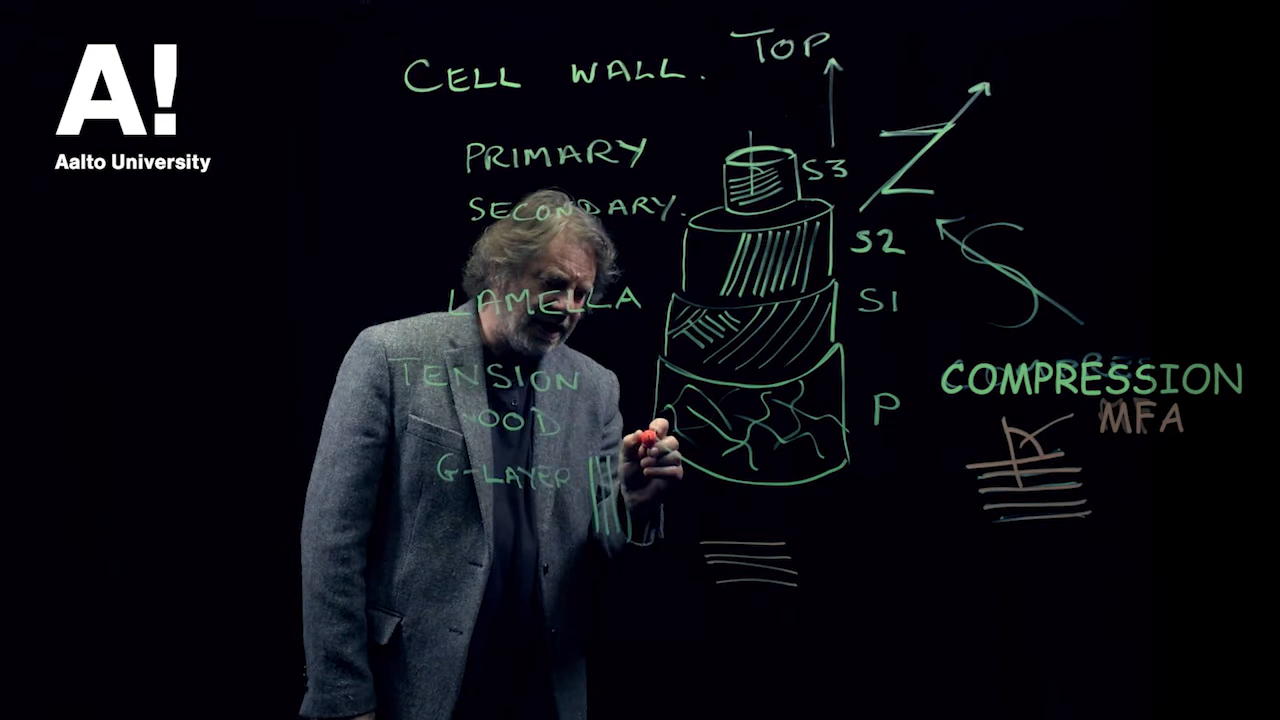 A!
Aalto University
CELL WALL.
TOP
PRIMARY
SECONDARY.
LAMELLA
TENSION
WOOD
G-LAYER
S3
S2
S1
P
Z
S
COMPRESSION
MFA